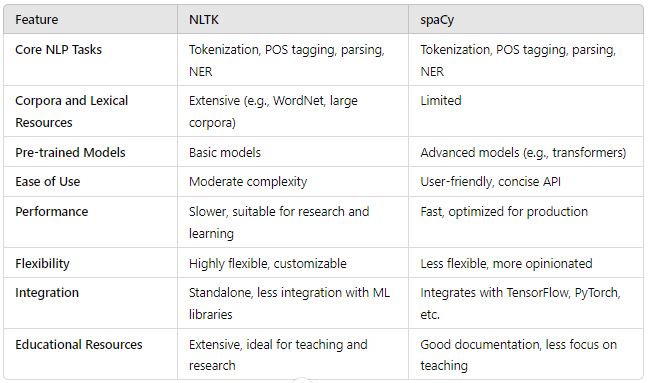 Feature NLTK spaCy
Core NLP Tasks Tokenization, POS tagging, parsing, Tokenization, POS tagging, parsing,
NER NER
Corpora and Lexical Extensive (e.g., WordNet, large Limited
Resources corpora)
Pre-trained Models Basic models Advanced models (e.g., transformers)
Ease of Use Moderate complexity User-friendly, concise API
Performance Slower, suitable for research and Fast, optimized for production
learning
Flexibility Highly flexible, customizable Less flexible, more opinionated
Integration Standalone, less integration with ML Integrates with TensorFlow, PyTorch,
libraries etc.
Educational Resources Extensive, ideal for teaching and Good documentation, less focus on
research teaching